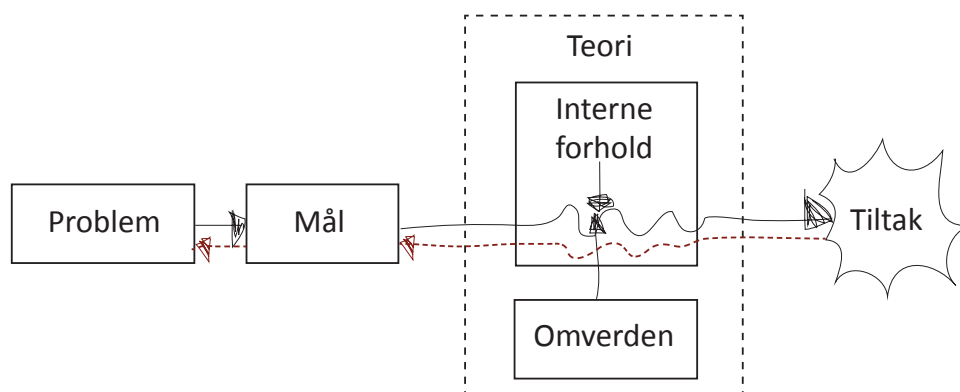 Teori
Interne
forhold
Problem
Mål
Tiltak
Omverden